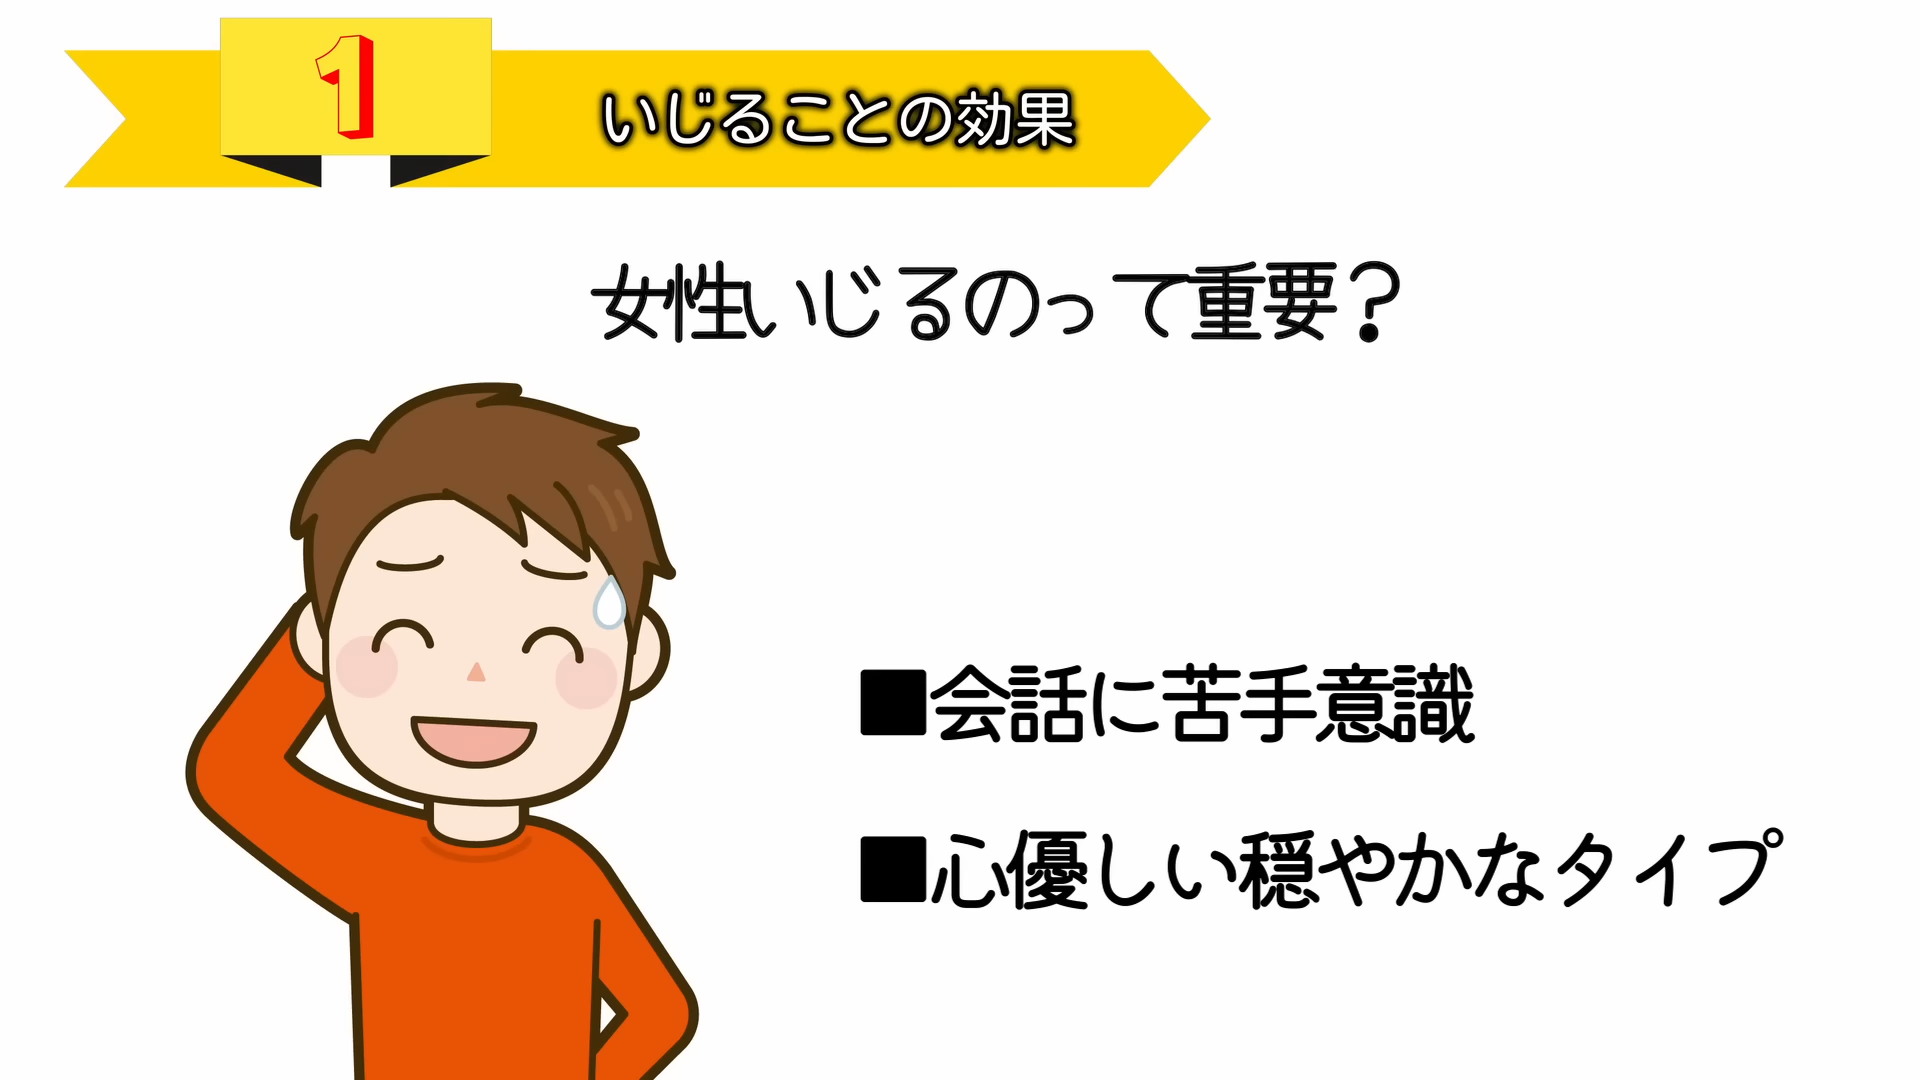 1
いじることの効果
女性いじるのって重要?
■会話に苦手意識
■心優しい穏やかなタイプ